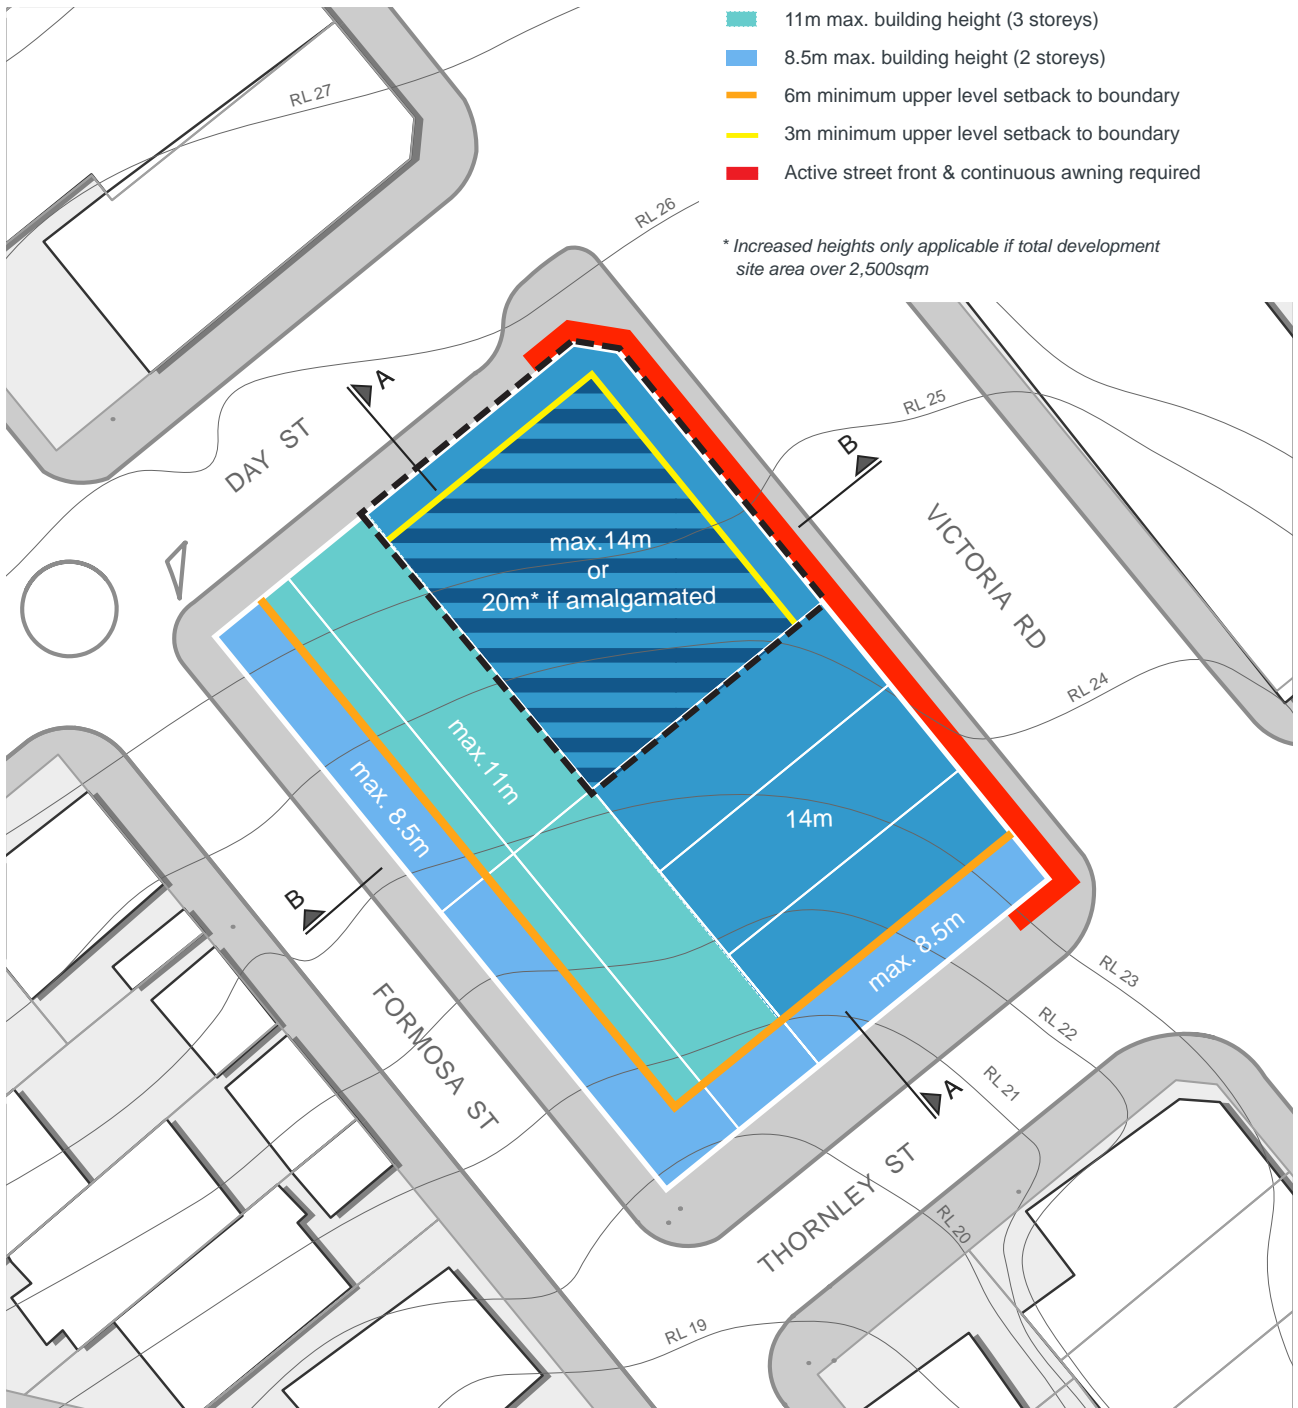 11m max. building height (3 storeys)
8.5m max. building height (2 storeys)
6m minimum upper level setback to boundary
3m minimum upper level setback to boundary
Active street front & continuous awning required
* Increased heights only applicable if total development
site area over 2,500sqm
RL 27
RL 26
RL 25
RL 24
RL 23
RL 22
RL 21
RL 20
RL 19
DAY ST
VICTORIA RD
FORMOSA ST
THORNLEY ST
A
B
B
A
max.14m
or
20m* if amalgamated
max.11m
max. 8.5m
14m
max. 8.5m